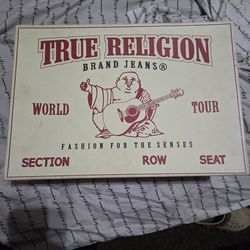 TRUE RELIGION
BRAND JEANS®
WORLD TOUR
FASHION FOR THE SENSES
SECTION ROW SEAT